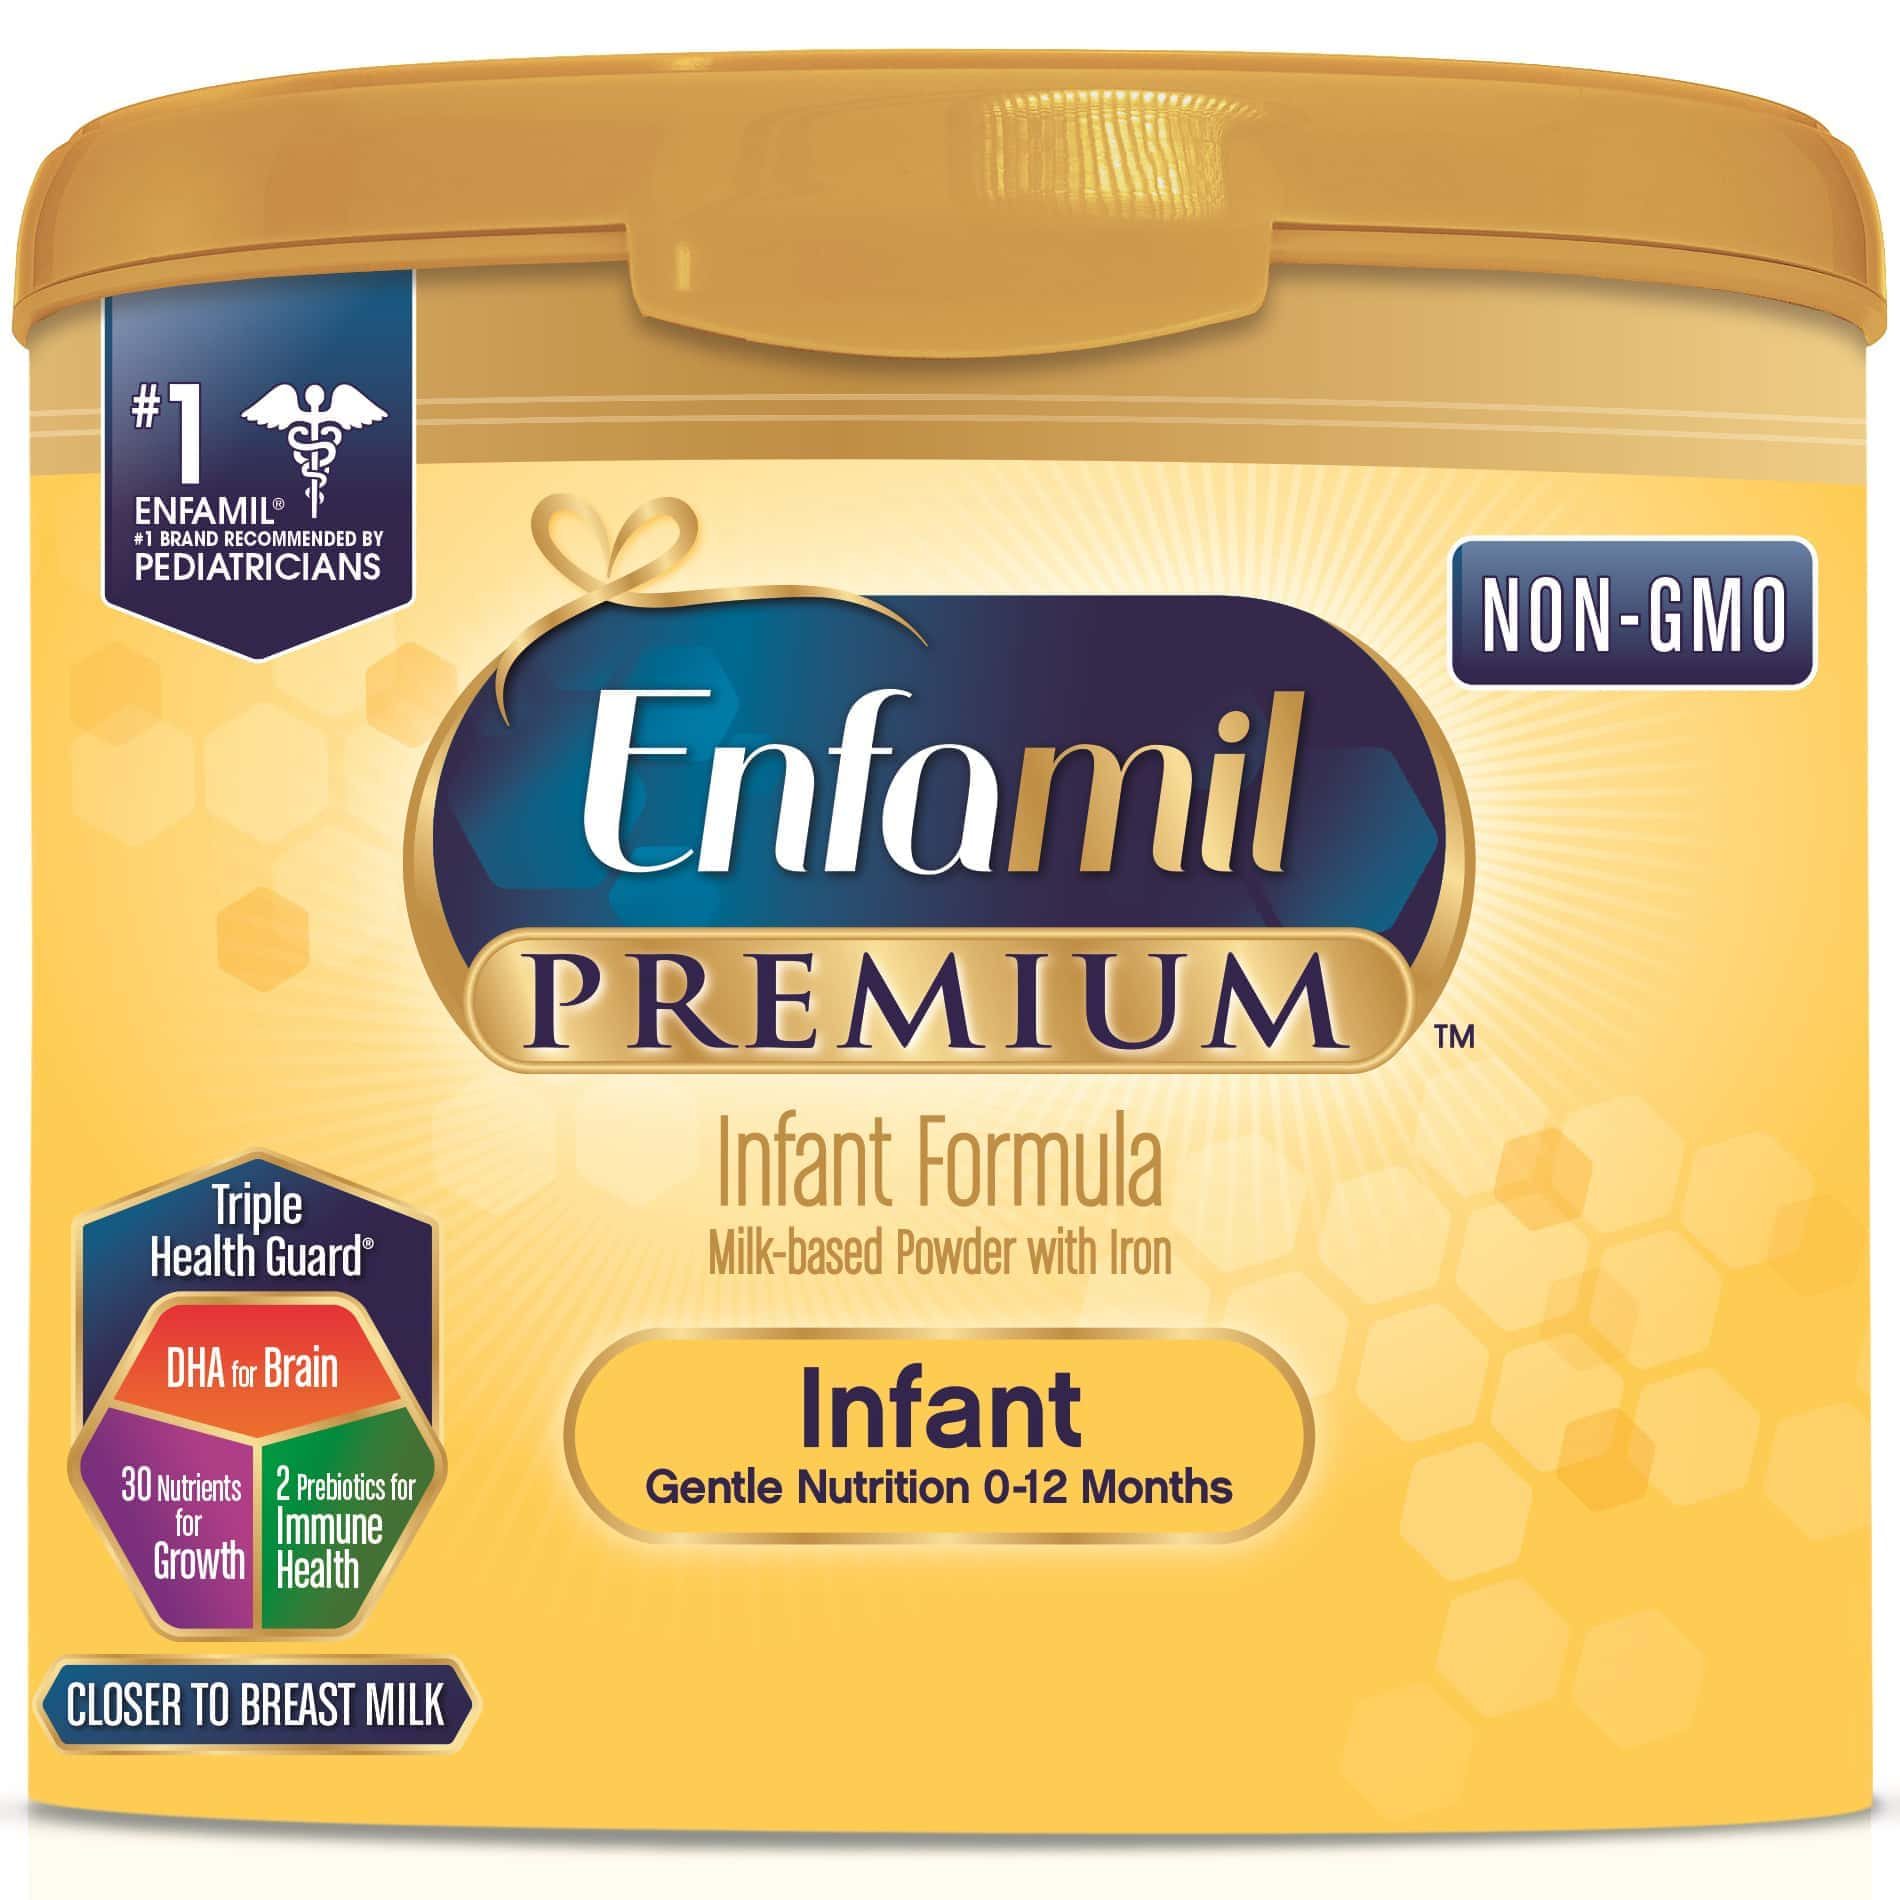 #1
ENFAMIL®
#1 BRAND RECOMMENDED BY
PEDIATRICIANS
NON-GMO
Enfamil
PREMIUM™
Infant Formula
Milk-based Powder with Iron
Infant
Gentle Nutrition 0-12 Months
Triple
Health Guard®
DHA for Brain
30 Nutrients
for
Growth
2 Prebiotics for
Immune
Health
CLOSER TO BREAST MILK